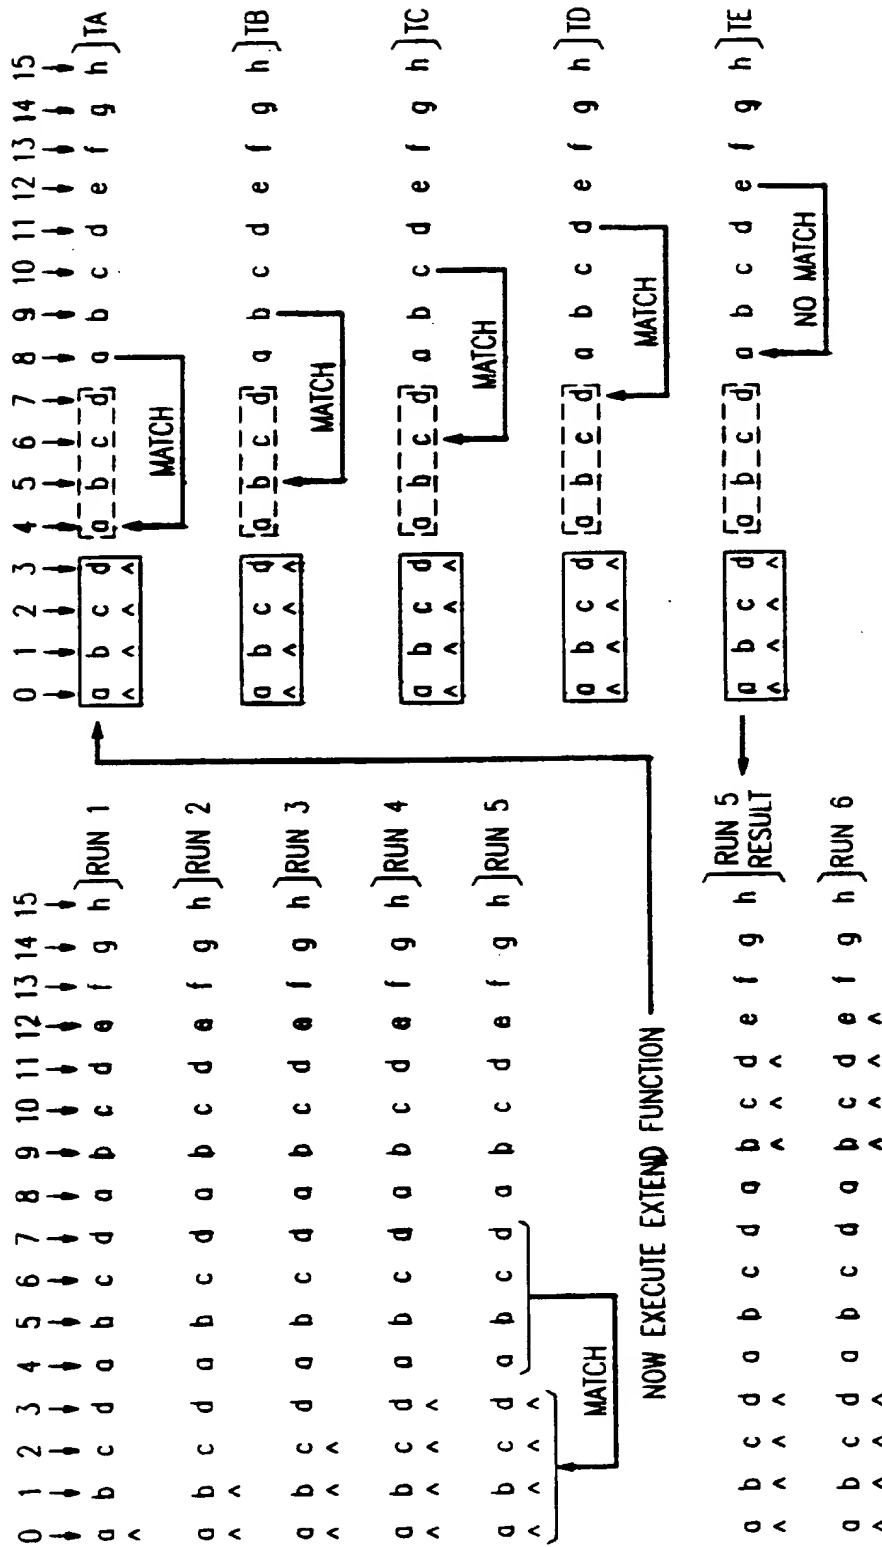 0 1 2 3 4 5 6 7 8 9 10 11 12 13 14 15
a b c d a b c d a b c d e f g h }RUN 1
^
a b c d a b c d a b c d e f g h }RUN 2
^ ^
a b c d a b c d a b c d e f g h }RUN 3
^ ^ ^
a b c d a b c d a b c d e f g h }RUN 4
^ ^ ^ ^
a b c d a b c d a b c d e f g h }RUN 5
^ ^ ^ ^
MATCH
NOW EXECUTE EXTEND FUNCTION
a b c d a b c d a b c d e f g h }RUN 5 RESULT
^ ^ ^ ^ ^ ^ ^
a b c d a b c d a b c d e f g h }RUN 6
^ ^ ^ ^ ^ ^ ^ ^
0 1 2 3 4 5 6 7 8 9 10 11 12 13 14 15
a b c d a b c d a b c d e f g h }TA
^ ^ ^ ^
MATCH
a b c d a b c d a b c d e f g h }TB
^ ^ ^ ^
MATCH
a b c d a b c d a b c d e f g h }TC
^ ^ ^ ^
MATCH
a b c d a b c d a b c d e f g h }TD
^ ^ ^ ^
MATCH
a b c d a b c d a b c d e f g h }TE
^ ^ ^ ^
NO MATCH